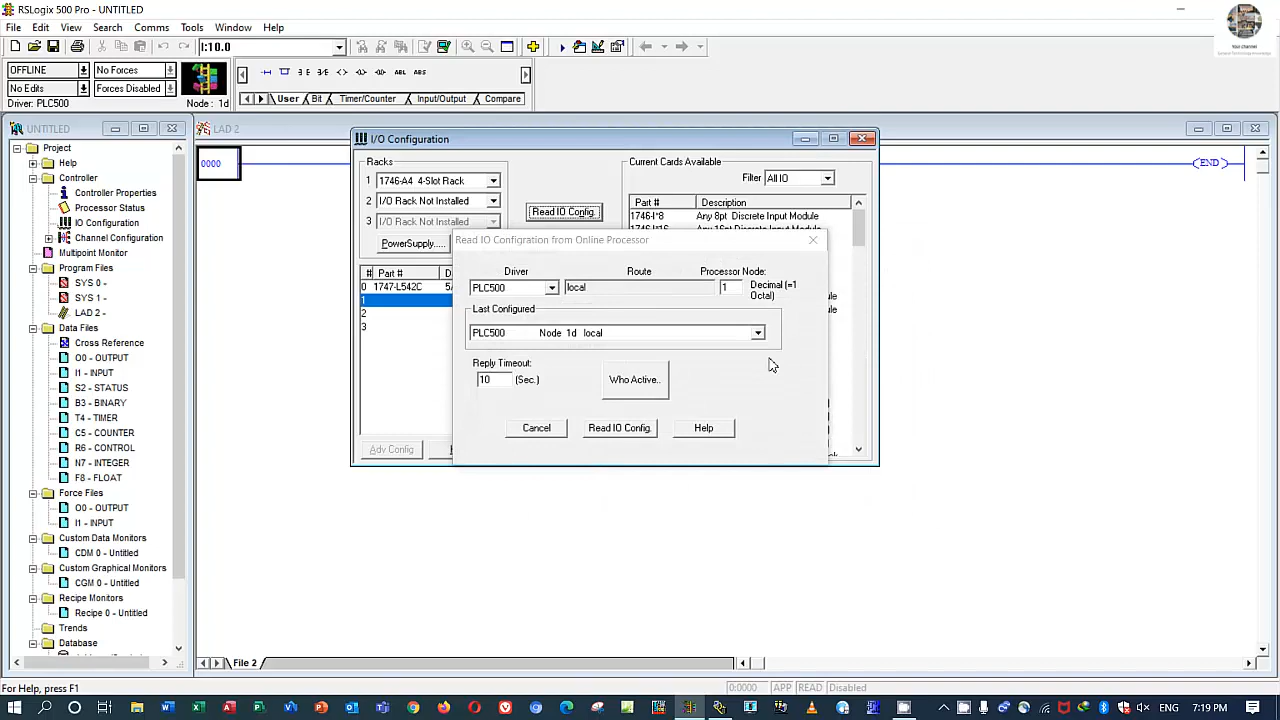 RSLogix 500 Pro - UNTITLED
File Edit View Search Comms Tools Window Help
I:10.0
Your channel
OFFLINE No Forces
No Edits Forces Disabled
Driver: PLC500 Node : 1d
ABL ABS
User Bit Timer/Counter Input/Output Compare
UNTITLED
Project
Help
Controller
Controller Properties
Processor Status
IO Configuration
Channel Configuration
Multipoint Monitor
Program Files
SYS 0 -
SYS 1 -
LAD 2 -
Data Files
Cross Reference
O0 - OUTPUT
I1 - INPUT
S2 - STATUS
B3 - BINARY
T4 - TIMER
C5 - COUNTER
R6 - CONTROL
N7 - INTEGER
F8 - FLOAT
Force Files
O0 - OUTPUT
I1 - INPUT
Custom Data Monitors
CDM 0 - Untitled
Custom Graphical Monitors
CGM 0 - Untitled
Recipe Monitors
Recipe 0 - Untitled
Trends
Database
LAD 2
0000
END
File 2
I/O Configuration
Racks
1 1746-A4 4-Slot Rack
2 I/O Rack Not Installed
3 I/O Rack Not Installed
Read IO Config.
PowerSupply....
Current Cards Available
Filter All IO
Part # Description
1746-I*8 Any 8pt Discrete Input Module
# Part #
0 1747-L542C
1
2
3
Adv Config
Read IO Configration from Online Processor
Driver Route Processor Node:
PLC500 local 1 Decimal (=1
Octal)
Last Configured
PLC500 Node 1d local
Reply Timeout:
10 (Sec.)
Who Active..
Cancel Read IO Config. Help
For Help, press F1
0:0000 APP READ Disabled
ENG 7:19 PM